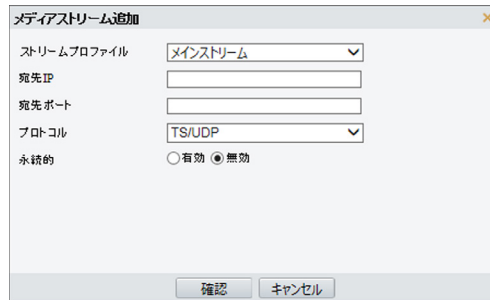 メディアストリーム追加
ストリームプロファイル メインストリーム
宛先IP
宛先ポート
プロトコル TS/UDP
永続的 有効 無効
確認 キャンセル